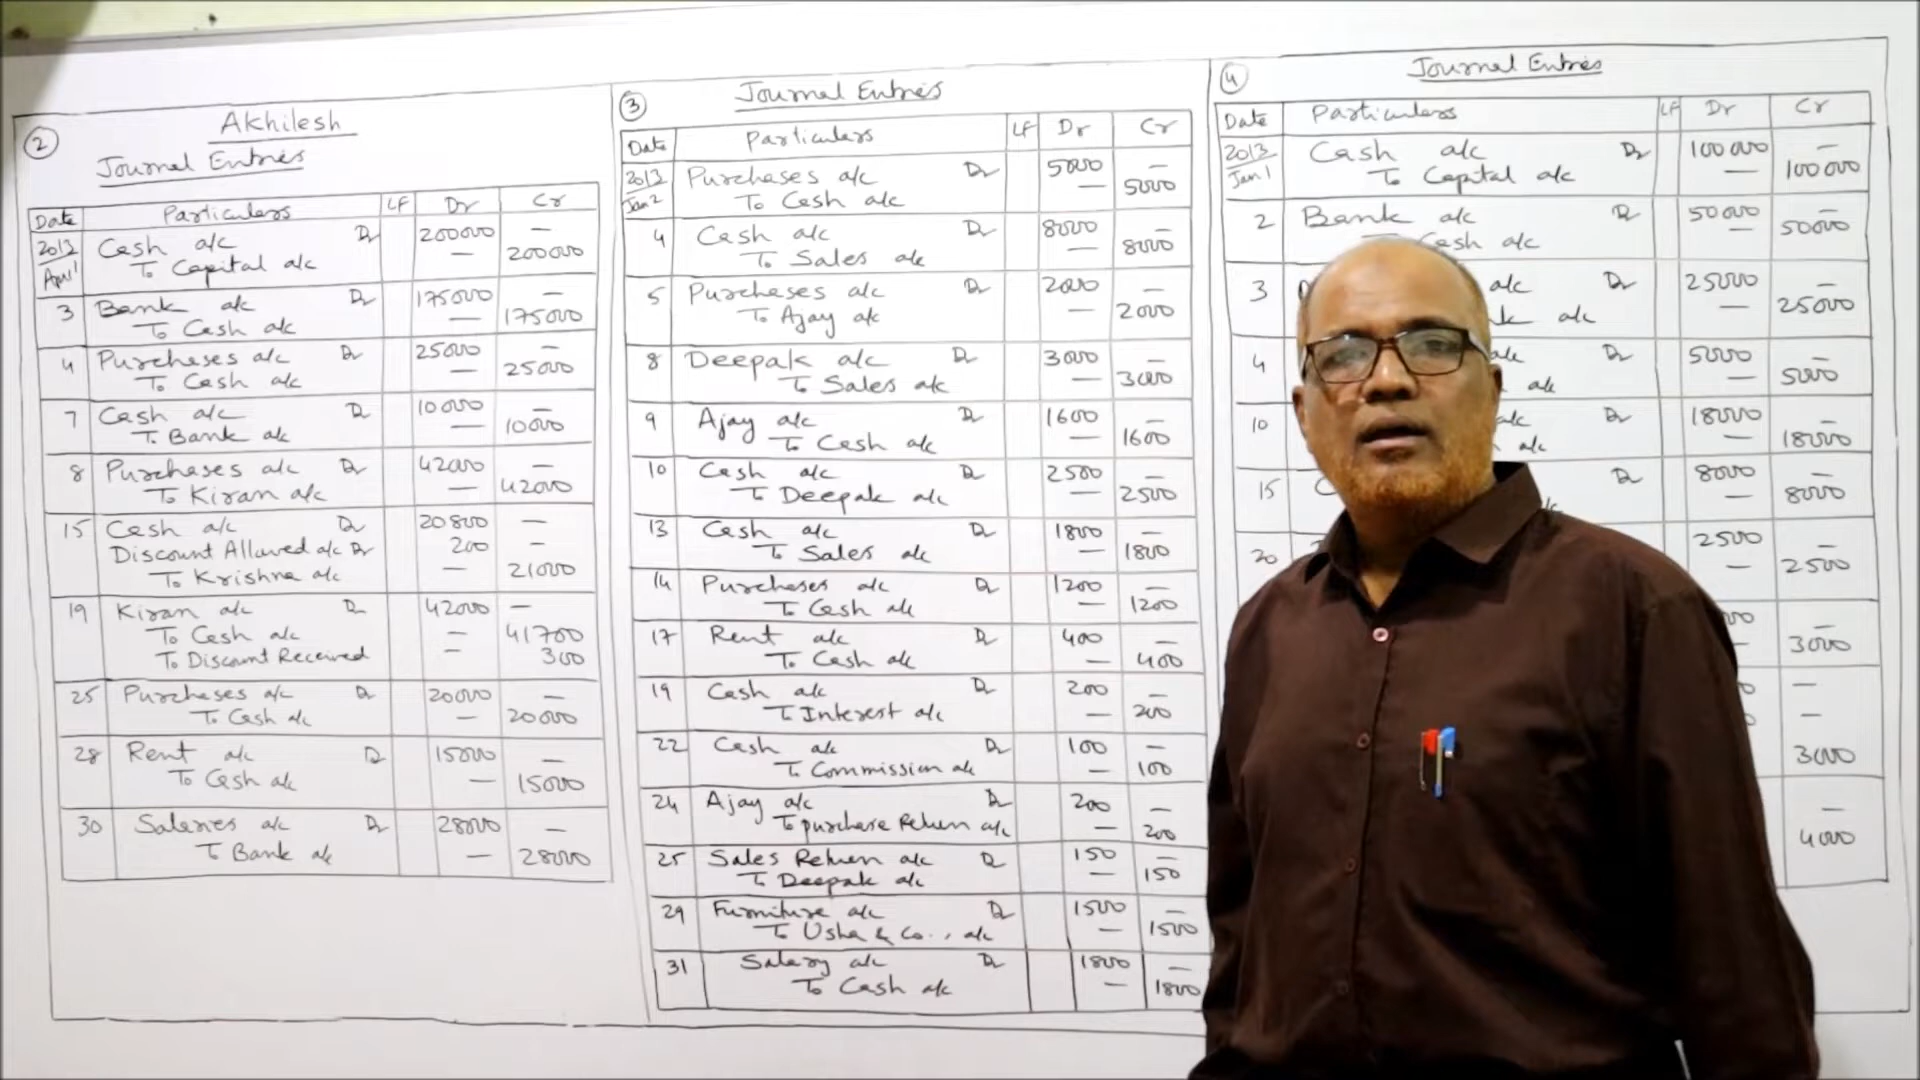 ②
Akhilesh
Journal Entries
Date Particulars LF Dr Cr
2013 Cash a/c Dr 200000 —
Apr 1 To Capital a/c — 200000
3 Bank a/c Dr 175000 —
To Cash a/c — 175000
4 Purchases a/c Dr 25000 —
To Cash a/c — 25000
7 Cash a/c Dr 10000 —
To Bank a/c — 10000
8 Purchases a/c Dr 42000 —
To Kiran a/c — 42000
15 Cash a/c Dr 20800 —
Discount Allowed a/c Dr 200 —
To Krishna a/c — 21000
19 Kiran a/c Dr 42000 —
To Cash a/c — 41700
To Discount Received — 300
25 Purchases a/c Dr 20000 —
To Cash a/c — 20000
28 Rent a/c Dr 15000 —
To Cash a/c — 15000
30 Salaries a/c Dr 28000 —
To Bank a/c — 28000
③
Journal Entries
Date Particulars LF Dr Cr
2013 Purchases a/c Dr 5000 —
Jan 2 To Cash a/c — 5000
4 Cash a/c Dr 8000 —
To Sales a/c — 8000
5 Purchases a/c Dr 2000 —
To Ajay a/c — 2000
8 Deepak a/c Dr 3000 —
To Sales a/c — 3000
9 Ajay a/c Dr 1600 —
To Cash a/c — 1600
10 Cash a/c Dr 2500 —
To Deepak a/c — 2500
13 Cash a/c Dr 1800 —
To Sales a/c — 1800
14 Purchases a/c Dr 1200 —
To Cash a/c — 1200
17 Rent a/c Dr 400 —
To Cash a/c — 400
19 Cash a/c Dr 200 —
To Interest a/c — 200
22 Cash a/c Dr 100 —
To Commission a/c — 100
24 Ajay a/c Dr 200 —
To purchase Return a/c — 200
25 Sales Return a/c Dr 150 —
To Deepak a/c — 150
29 Furniture a/c Dr 1500 —
To Usha & Co., a/c — 1500
31 Salary a/c Dr 1800 —
To Cash a/c — 1800
④
Journal Entries
Date Particulars LF Dr Cr
2013 Cash a/c Dr 100000 —
Jan 1 To Capital a/c — 100000
2 Bank a/c Dr 50000 —
Cash a/c — 50000
3 a/c Dr 25000 —
a/c — 25000
4 a/c Dr 5000 —
a/c — 5000
10 a/c Dr 18000 —
a/c — 18000
15 Dr 8000 —
— 8000
20 2500 —
— 2500
3000
—
—
3000
—
4000